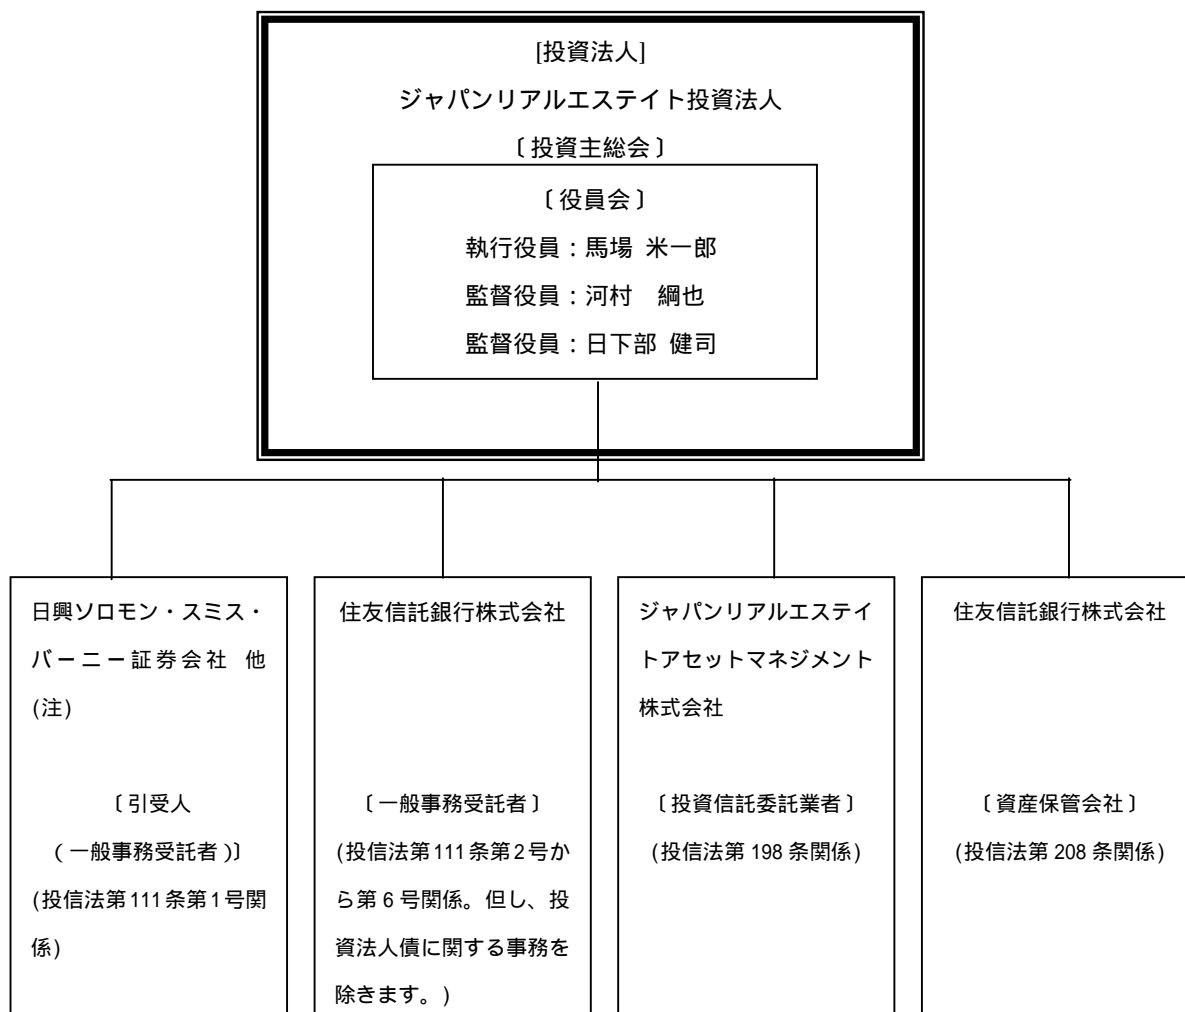 [投資法人]
ジャパンリアルエステイト投資法人
〔投資主総会〕
〔役員会〕
執行役員：馬場 米一郎
監督役員：河村　綱也
監督役員：日下部 健司
日興ソロモン・スミス・
バーニー証券会社 他
(注)
〔引受人
（一般事務受託者）〕
(投信法第111条第1号関
係)
住友信託銀行株式会社
〔一般事務受託者〕
(投信法第111条第2号か
ら第6号関係。但し、投
資法人債に関する事務を
除きます。)
ジャパンリアルエステイ
トアセットマネジメント
株式会社
〔投資信託委託業者〕
(投信法第 198 条関係)
住友信託銀行株式会社
〔資産保管会社〕
(投信法第 208 条関係)